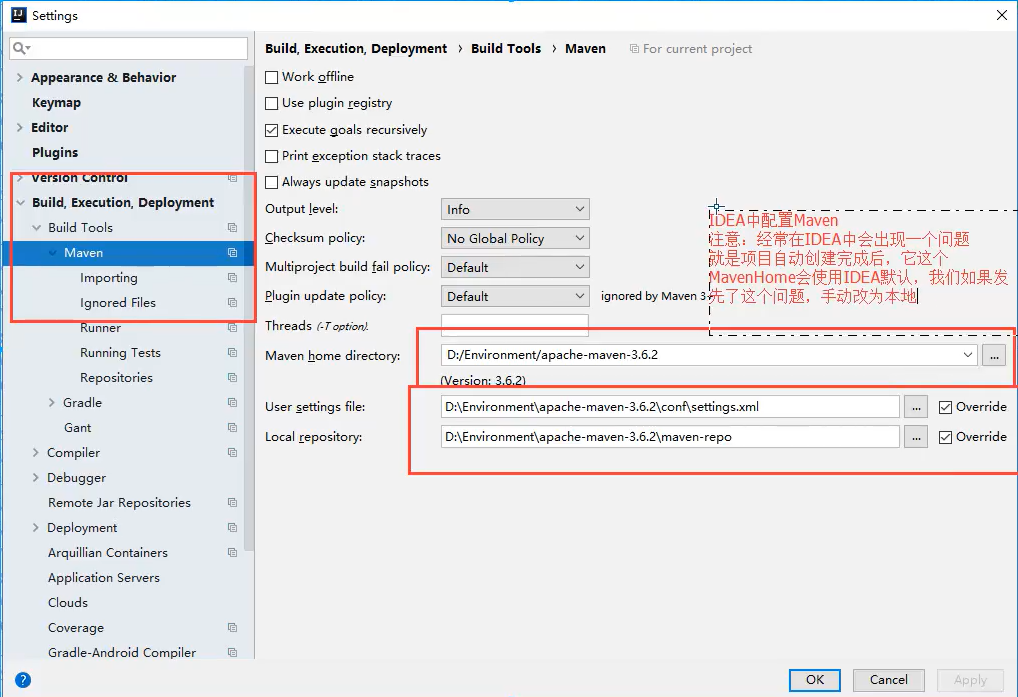 Settings
Build, Execution, Deployment › Build Tools › Maven For current project
Appearance & Behavior
Keymap
Editor
Plugins
Version Control
Build, Execution, Deployment
Build Tools
Maven
Importing
Ignored Files
Runner
Running Tests
Repositories
Gradle
Gant
Compiler
Debugger
Remote Jar Repositories
Deployment
Arquillian Containers
Application Servers
Clouds
Coverage
Gradle-Android Compiler
Work offline
Use plugin registry
Execute goals recursively
Print exception stack traces
Always update snapshots
Output level: Info
Checksum policy: No Global Policy
Multiproject build fail policy: Default
Plugin update policy: Default ignored by Maven 3
Threads (-T option).
Maven home directory: D:/Environment/apache-maven-3.6.2 ...
(Version: 3.6.2)
User settings file: D:\Environment\apache-maven-3.6.2\conf\settings.xml ... Override
Local repository: D:\Environment\apache-maven-3.6.2\maven-repo ... Override
IDEA中配置Maven
注意：经常在IDEA中会出现一个问题
就是项目自动创建完成后，它这个
MavenHome会使用IDEA默认，我们如果发
先了这个问题，手动改为本地
? OK Cancel Apply